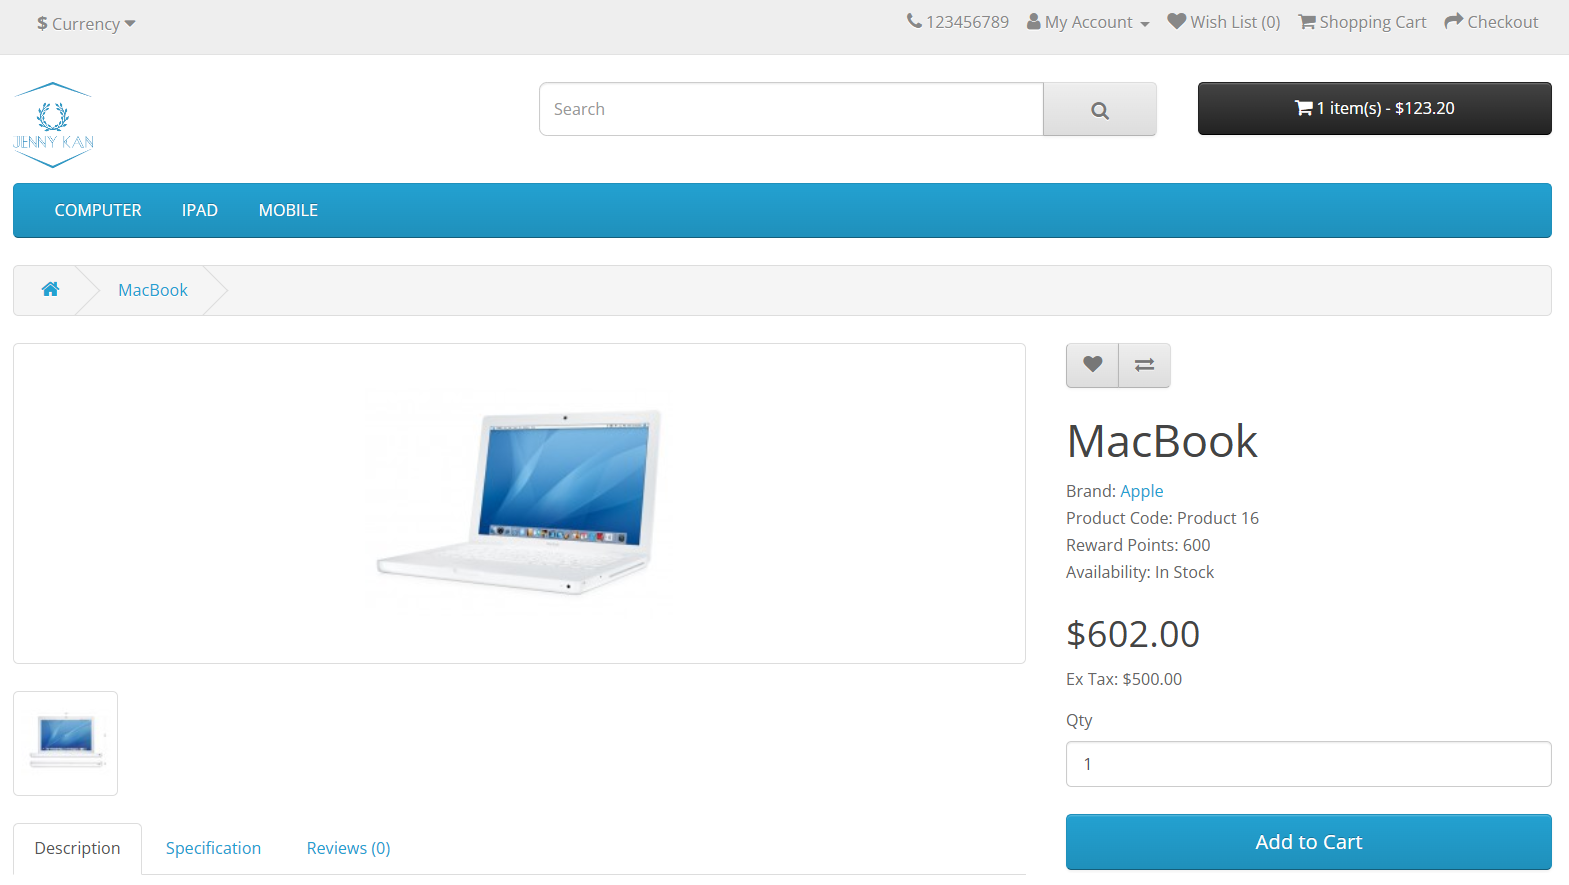 $ Currency
123456789 My Account Wish List (0) Shopping Cart Checkout
JENNY KAN
Search
1 item(s) - $123.20
COMPUTER IPAD MOBILE
MacBook
MacBook
Brand: Apple
Product Code: Product 16
Reward Points: 600
Availability: In Stock
$602.00
Ex Tax: $500.00
Qty
1
Add to Cart
Description Specification Reviews (0)